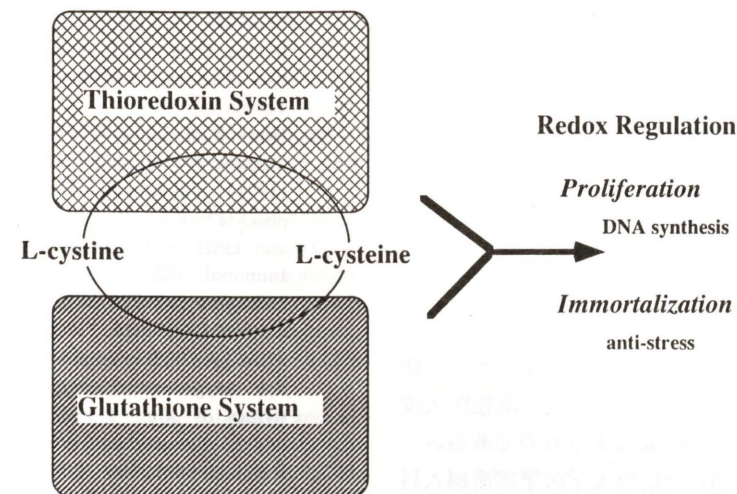 Thioredoxin System
Redox Regulation
Proliferation
DNA synthesis
L-cystine
L-cysteine
Immortalization
anti-stress
Glutathione System